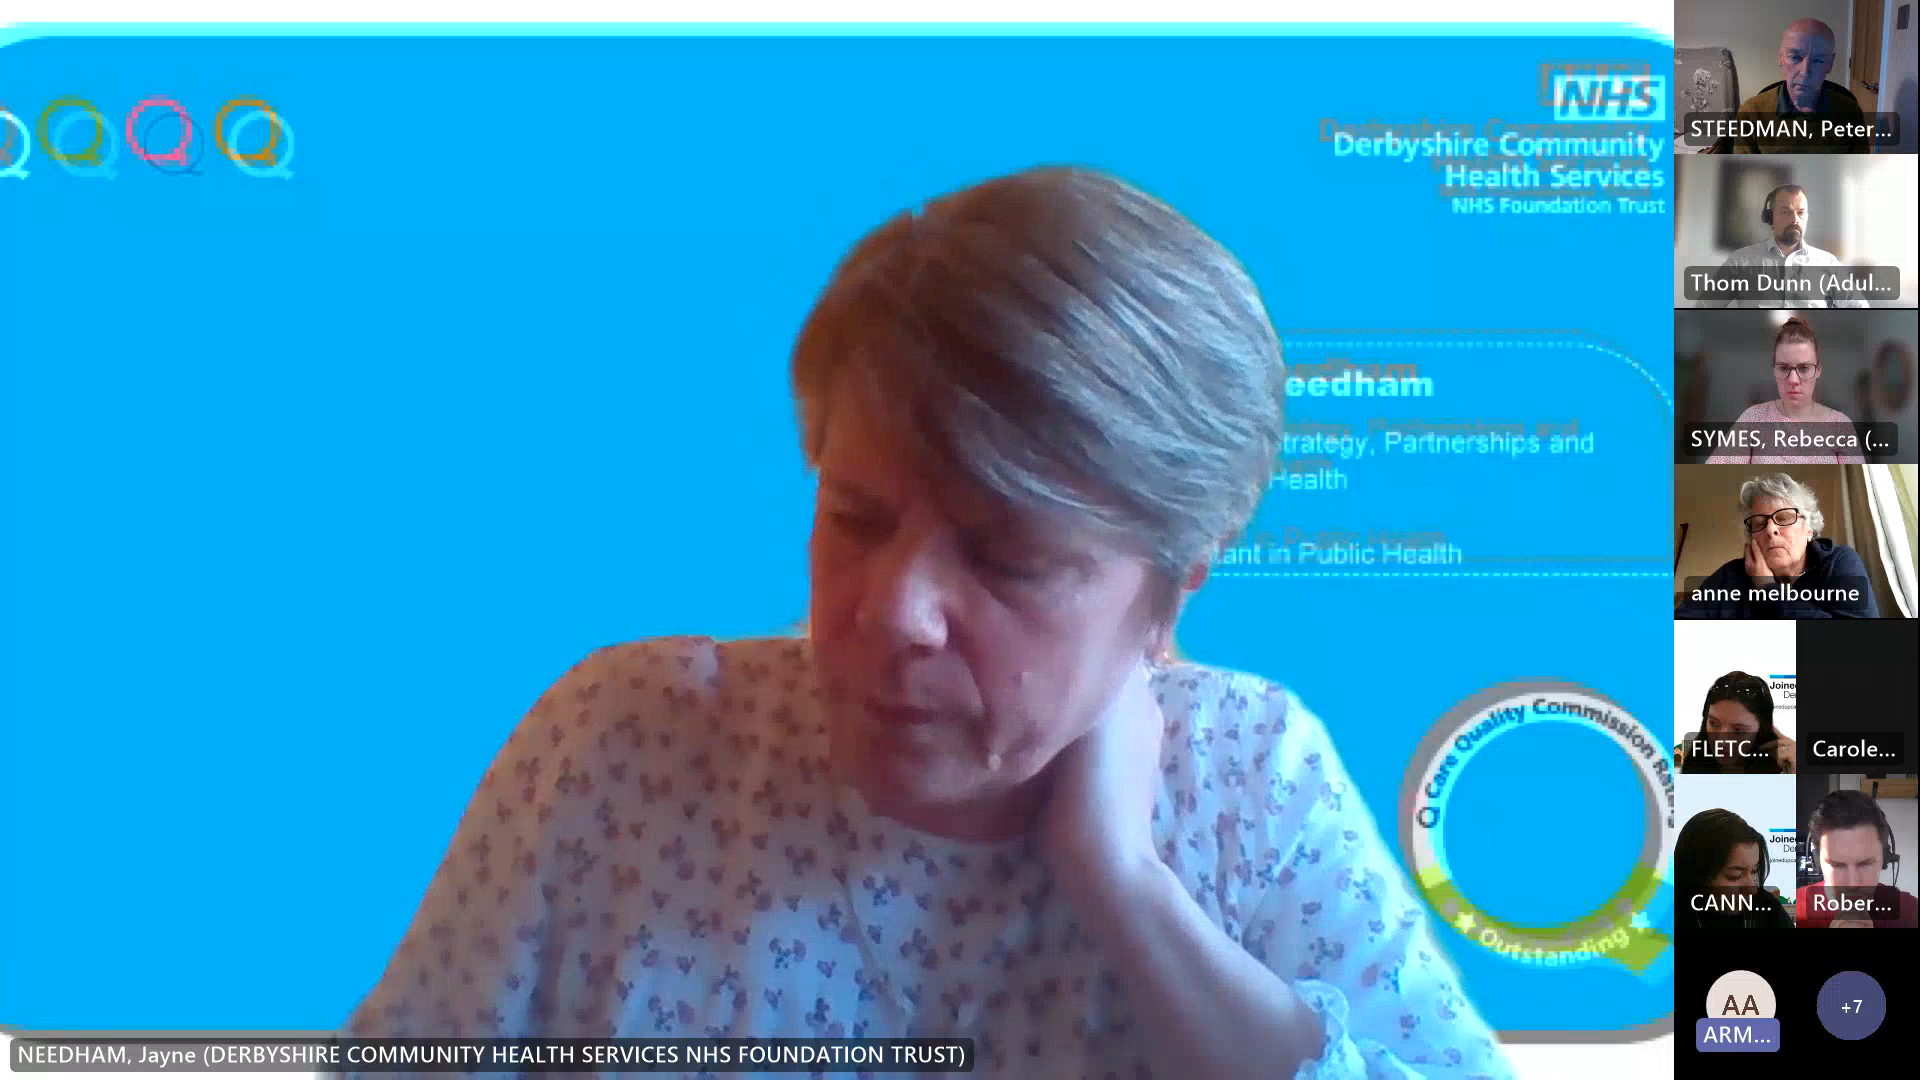 NHS
Derbyshire Community
Health Services
NHS Foundation Trust
eedham
trategy, Partnerships and
Health
tant in Public Health
Care Quality Commission
Outstanding
NEEDHAM, Jayne (DERBYSHIRE COMMUNITY HEALTH SERVICES NHS FOUNDATION TRUST)
STEEDMAN, Peter...
Thom Dunn (Adul...
SYMES, Rebecca (...
anne melbourne
FLETC...
Carole...
CANN...
Rober...
AA
ARM...
+7